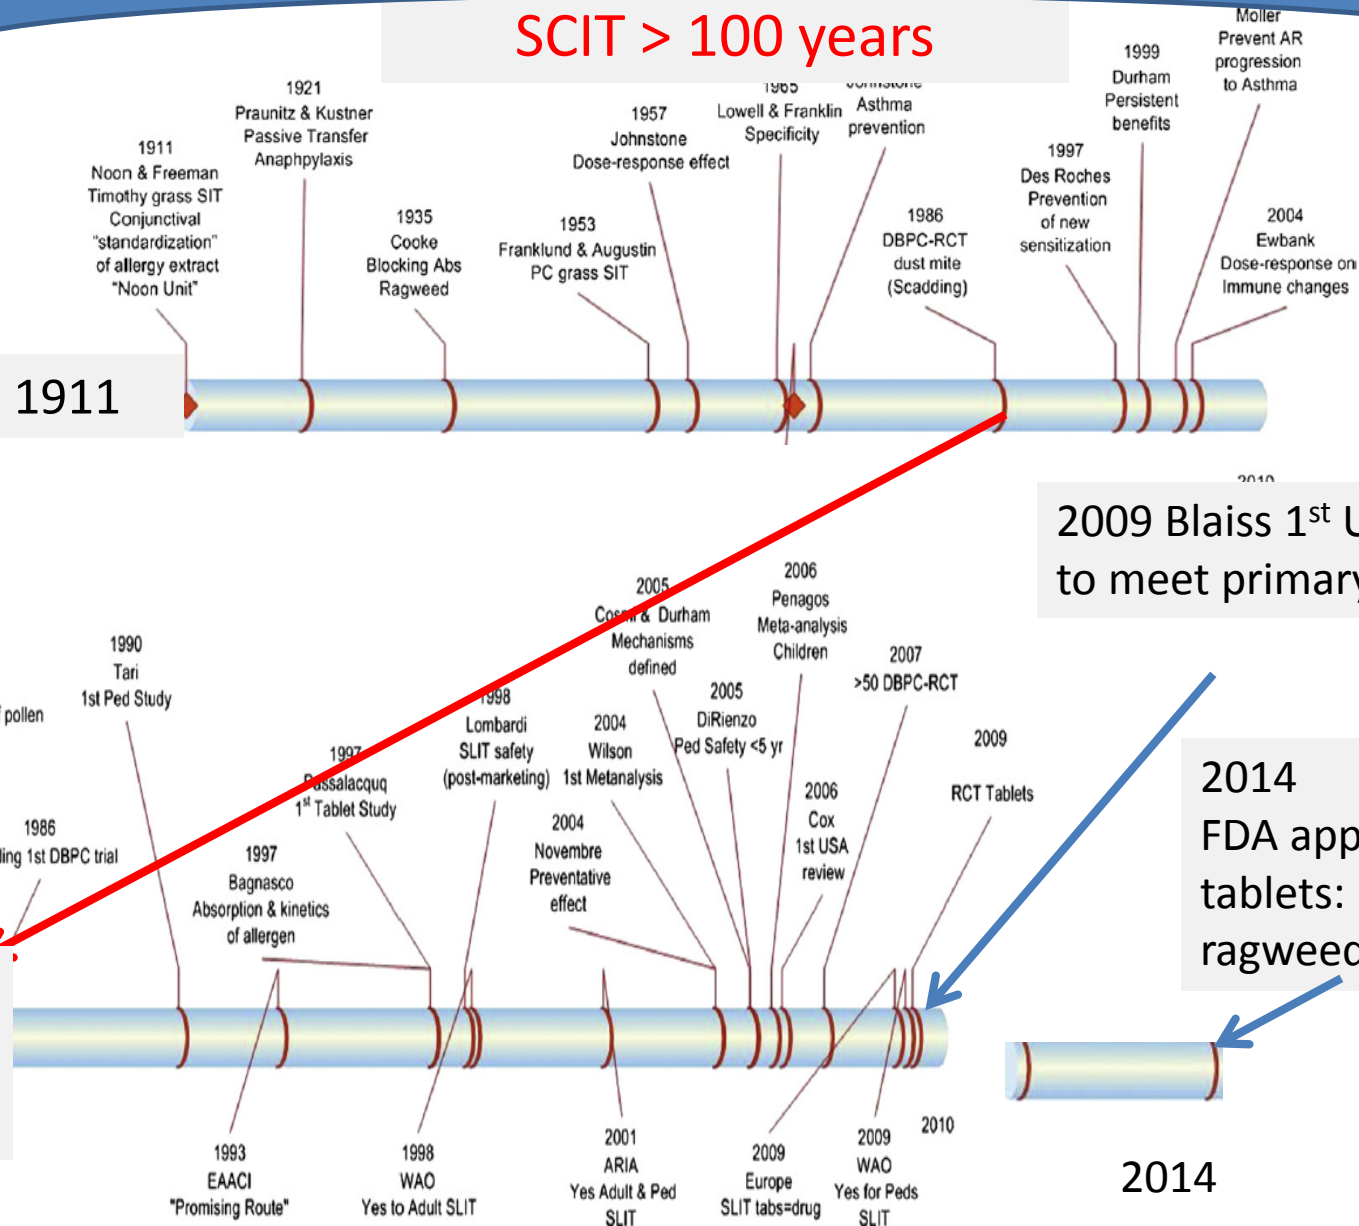 SCIT > 100 years
1911
Noon & Freeman
Timothy grass SIT
Conjunctival
"standardization"
of allergy extract
"Noon Unit"
1921
Praunitz & Kustner
Passive Transfer
Anaphpylaxis
1935
Cooke
Blocking Abs
Ragweed
1953
Franklund & Augustin
PC grass SIT
1957
Johnstone
Dose-response effect
1965
Lowell & Franklin
Specificity
Johnstone
Asthma
prevention
1986
DBPC-RCT
dust mite
(Scadding)
1997
Des Roches
Prevention
of new
sensitization
1999
Durham
Persistent
benefits
Moller
Prevent AR
progression
to Asthma
2004
Ewbank
Dose-response on
Immune changes
1911
2010
2009 Blaiss 1st U
to meet primary
f pollen
1986
ling 1st DBPC trial
1990
Tari
1st Ped Study
1997
Bagnasco
Absorption & kinetics
of allergen
1997
Passalacquq
1st Tablet Study
1998
Lombardi
SLIT safety
(post-marketing)
2004
Novembre
Preventative
effect
2004
Wilson
1st Metanalysis
2005
& Durham
Mechanisms
defined
2005
DiRienzo
Ped Safety <5 yr
2006
Penagos
Meta-analysis
Children
2006
Cox
1st USA
review
2007
>50 DBPC-RCT
2009
RCT Tablets
2014
FDA app
tablets:
ragweed
1993
EAACI
"Promising Route"
1998
WAO
Yes to Adult SLIT
2001
ARIA
Yes Adult & Ped
SLIT
2009
Europe
SLIT tabs=drug
2009
WAO
Yes for Peds
SLIT
2010
2014